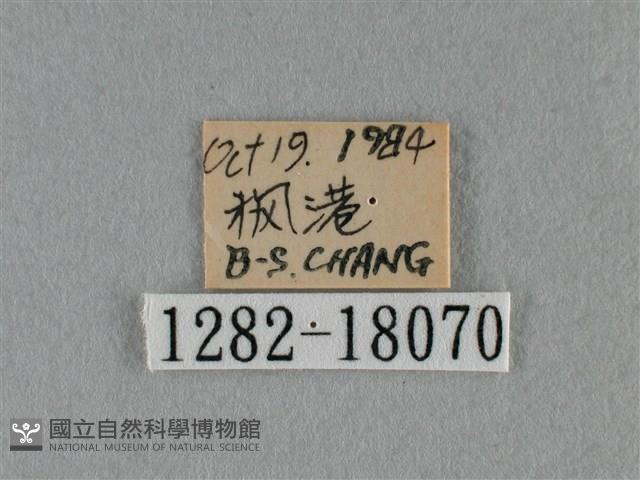 Oct 19. 1984
楓港
B-S. CHANG
1282-18070
國立自然科學博物館
NATIONAL MUSEUM OF NATURAL SCIENCE